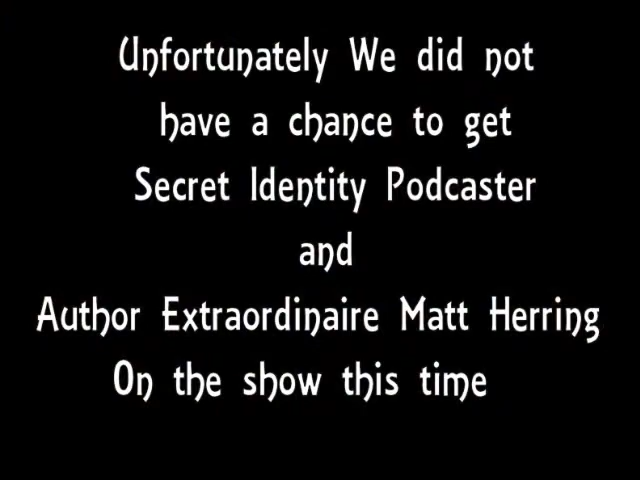 Unfortunately We did not
have a chance to get
Secret Identity Podcaster
and
Author Extraordinaire Matt Herring
On the show this time